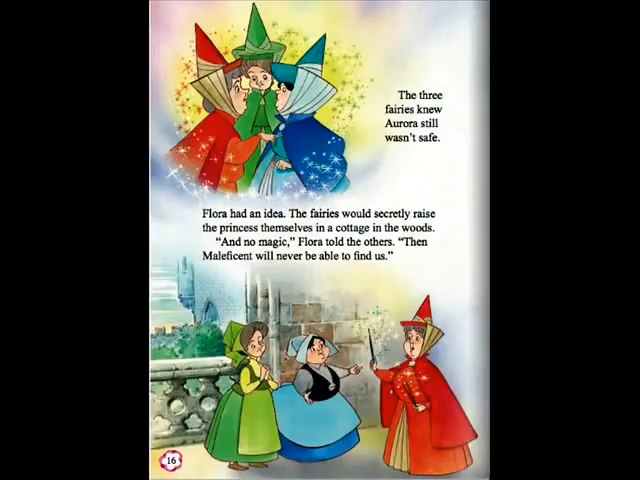 The three
fairies knew
Aurora still
wasn't safe.
Flora had an idea. The fairies would secretly raise
the princess themselves in a cottage in the woods.
"And no magic," Flora told the others. "Then
Maleficent will never be able to find us."
16